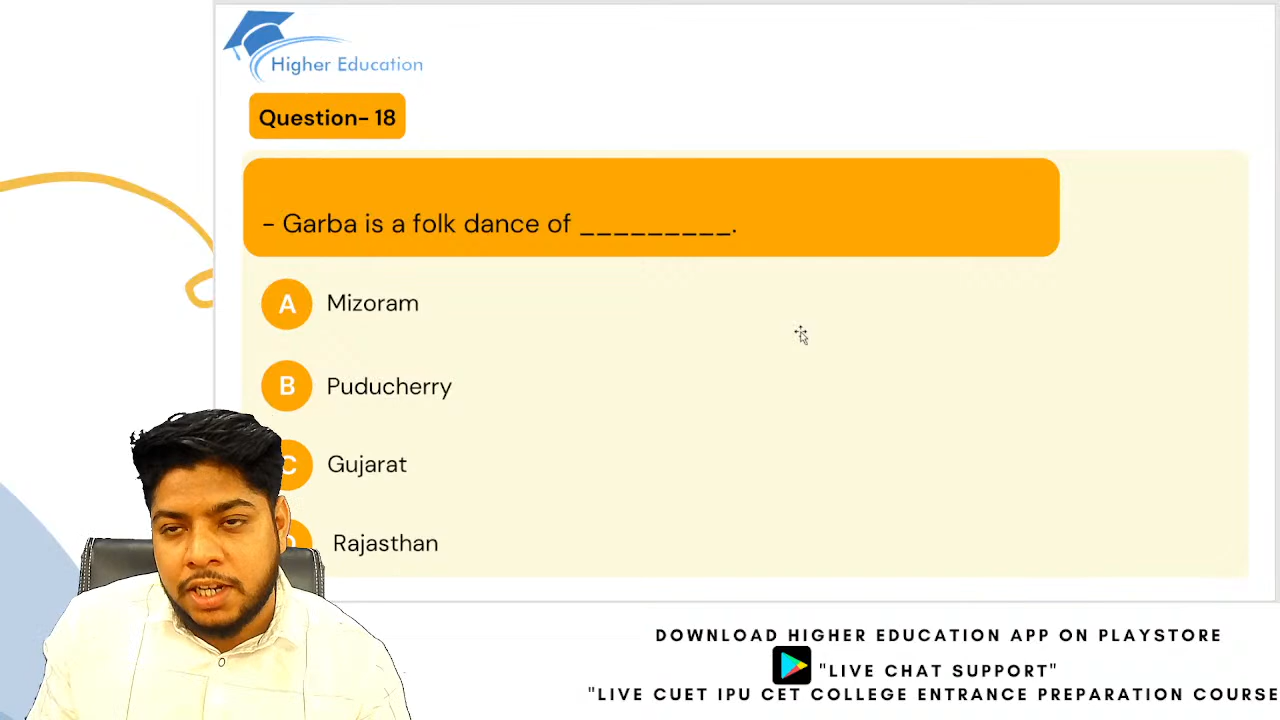 Higher Education
Question- 18
- Garba is a folk dance of _________.
A Mizoram
B Puducherry
C Gujarat
Rajasthan
DOWNLOAD HIGHER EDUCATION APP ON PLAYSTORE
"LIVE CHAT SUPPORT"
"LIVE CUET IPU CET COLLEGE ENTRANCE PREPARATION COURSE